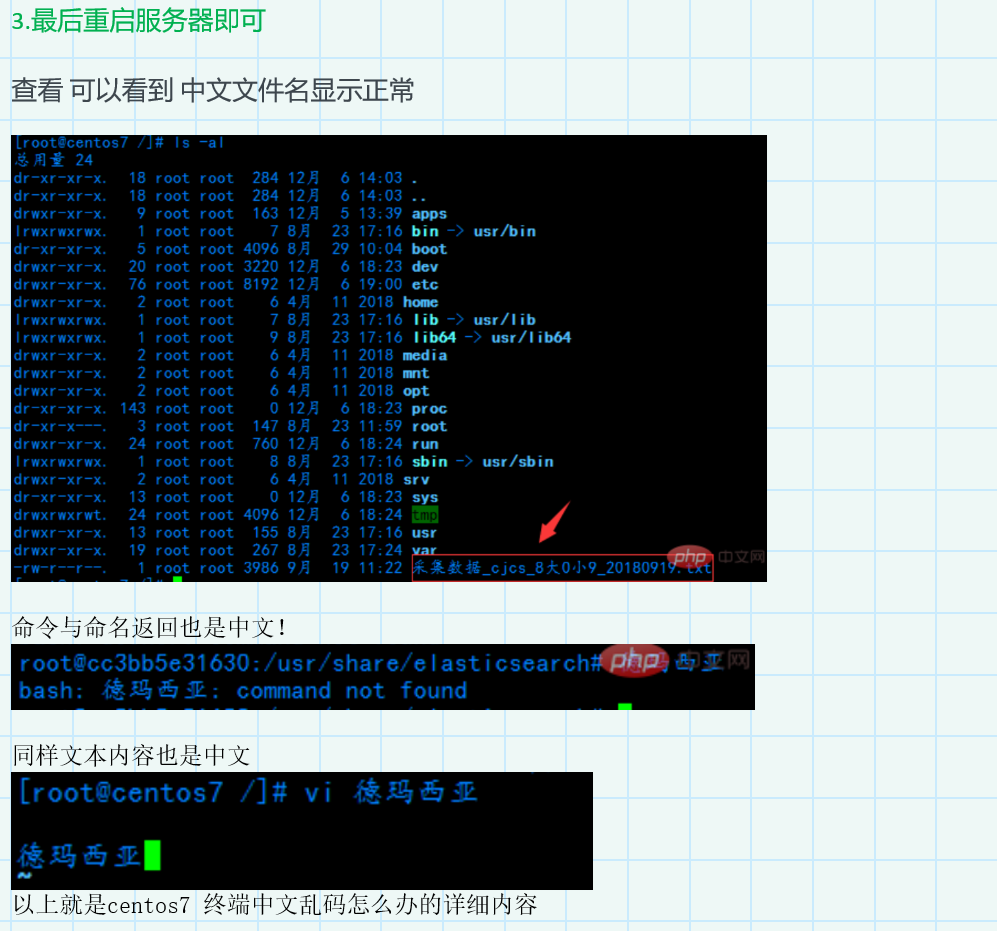 3.最后重启服务器即可
查看 可以看到 中文文件名显示正常
[root@centos7 /]# ls -al
总用量 24
dr-xr-xr-x.  18 root root  284 12月  6 14:03 .
dr-xr-xr-x.  18 root root  284 12月  6 14:03 ..
drwxr-xr-x.   9 root root  163 12月  5 13:39 apps
lrwxrwxrwx.   1 root root    7 8月  23 17:16 bin -> usr/bin
dr-xr-xr-x.   5 root root 4096 8月  29 10:04 boot
drwxr-xr-x.  20 root root 3220 12月  6 18:23 dev
drwxr-xr-x.  76 root root 8192 12月  6 19:00 etc
drwxr-xr-x.   2 root root    6 4月  11 2018 home
lrwxrwxrwx.   1 root root    7 8月  23 17:16 lib -> usr/lib
lrwxrwxrwx.   1 root root    9 8月  23 17:16 lib64 -> usr/lib64
drwxr-xr-x.   2 root root    6 4月  11 2018 media
drwxr-xr-x.   2 root root    6 4月  11 2018 mnt
drwxr-xr-x.   2 root root    6 4月  11 2018 opt
dr-xr-xr-x. 143 root root    0 12月  6 18:23 proc
dr-xr-x---.   3 root root  147 8月  23 11:59 root
drwxr-xr-x.  24 root root  760 12月  6 18:24 run
lrwxrwxrwx.   1 root root    8 8月  23 17:16 sbin -> usr/sbin
drwxr-xr-x.   2 root root    6 4月  11 2018 srv
dr-xr-xr-x.  13 root root    0 12月  6 18:23 sys
drwxrwxrwt.  24 root root 4096 12月  6 18:24 tmp
drwxr-xr-x.  13 root root  155 8月  23 17:16 usr
drwxr-xr-x.  19 root root  267 8月  23 17:24 var
-rw-r--r--.   1 root root 3986 9月  19 11:22 采集数据_cjcs_8大0小9_20180919.txt
php 中文网
命令与命名返回也是中文!
root@cc3bb5e31630:/usr/share/elasticsearch# 德玛西亚
php 中文网
bash: 德玛西亚: command not found
同样文本内容也是中文
[root@centos7 /]# vi 德玛西亚
德玛西亚
~
以上就是centos7 终端中文乱码怎么办的详细内容